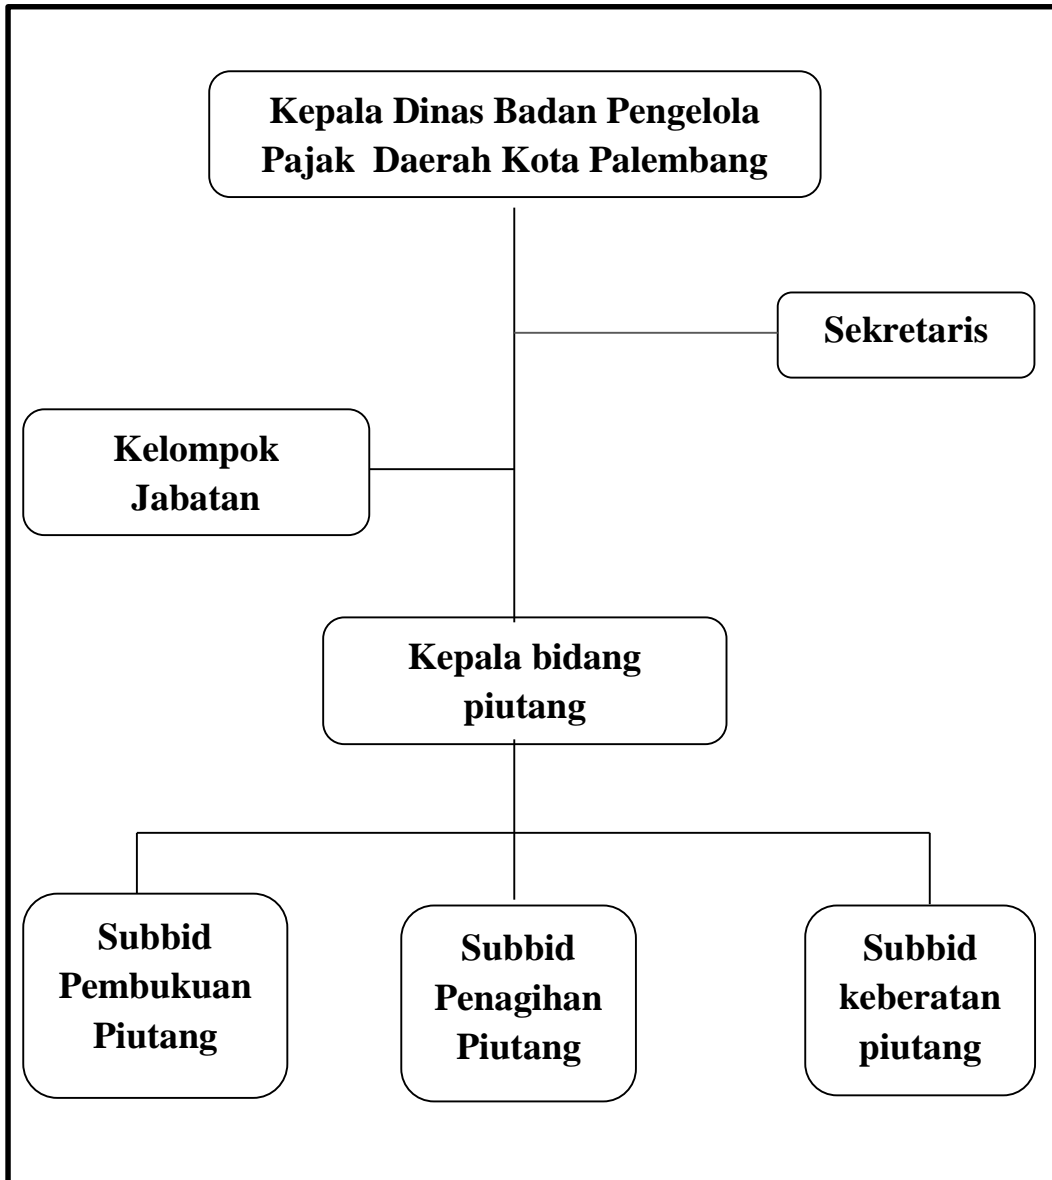 Kepala Dinas Badan Pengelola
Pajak  Daerah Kota Palembang
Sekretaris
Kelompok
Jabatan
Kepala bidang
piutang
Subbid
Pembukuan
Piutang
Subbid
Penagihan
Piutang
Subbid
keberatan
piutang